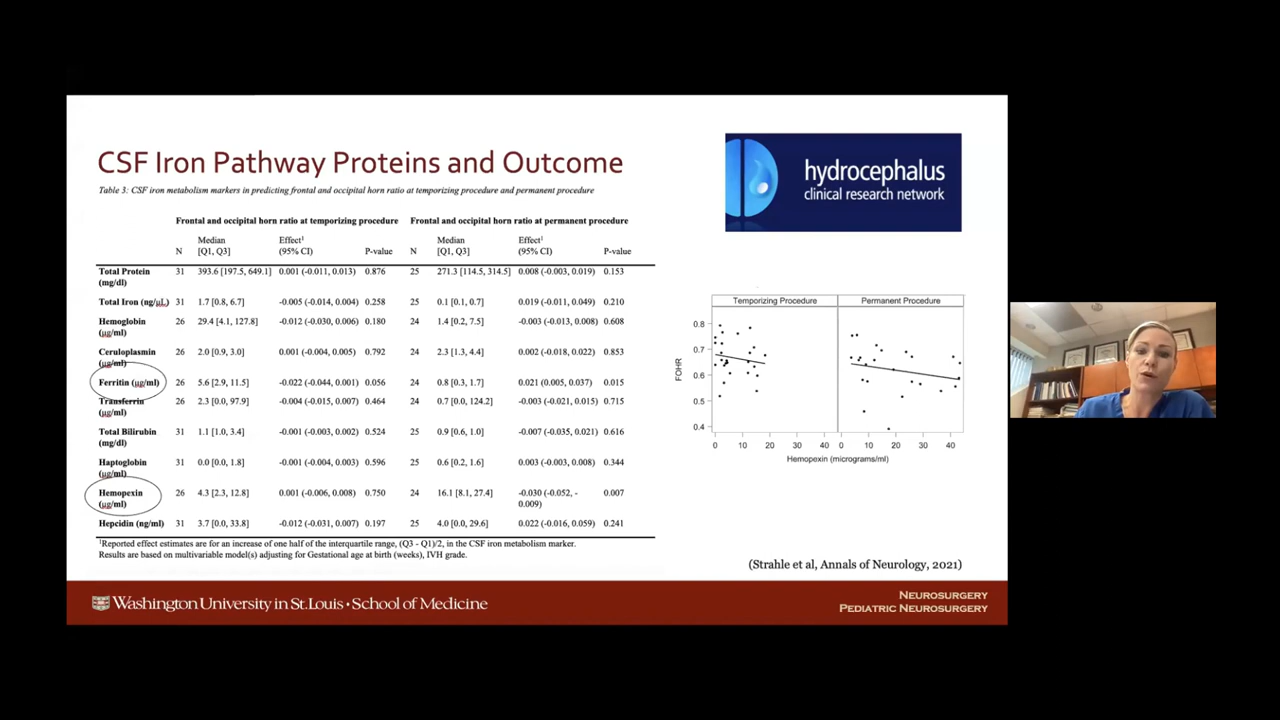 CSF Iron Pathway Proteins and Outcome
Table 3: CSF iron metabolism markers in predicting frontal and occipital horn ratio at temporizing procedure and permanent procedure
Frontal and occipital horn ratio at temporizing procedure Frontal and occipital horn ratio at permanent procedure
N Median [Q1, Q3] Effect¹ (95% CI) P-value N Median [Q1, Q3] Effect¹ (95% CI) P-value
Total Protein (mg/dl) 31 393.6 [197.5, 649.1] 0.001 (-0.011, 0.013) 0.876 25 271.3 [114.5, 314.5] 0.008 (-0.003, 0.019) 0.153
Total Iron (ng/μL) 31 1.7 [0.8, 6.7] -0.005 (-0.014, 0.004) 0.258 25 0.1 [0.1, 0.7] 0.019 (-0.011, 0.049) 0.210
Hemoglobin (μg/ml) 26 29.4 [4.1, 127.8] -0.012 (-0.030, 0.006) 0.180 24 1.4 [0.2, 7.5] -0.003 (-0.013, 0.008) 0.608
Ceruloplasmin (μg/ml) 26 2.0 [0.9, 3.0] 0.001 (-0.004, 0.005) 0.792 24 2.3 [1.3, 4.4] 0.002 (-0.018, 0.022) 0.853
Ferritin (μg/ml) 26 5.6 [2.9, 11.5] -0.022 (-0.044, 0.001) 0.056 24 0.8 [0.3, 1.7] 0.021 (0.005, 0.037) 0.015
Transferrin (μg/ml) 26 2.3 [0.0, 97.9] -0.004 (-0.015, 0.007) 0.464 24 0.7 [0.0, 124.2] -0.003 (-0.021, 0.015) 0.715
Total Bilirubin (mg/dl) 31 1.1 [1.0, 3.4] -0.001 (-0.003, 0.002) 0.524 25 0.9 [0.6, 1.0] -0.007 (-0.035, 0.021) 0.616
Haptoglobin (μg/ml) 31 0.0 [0.0, 1.8] -0.001 (-0.004, 0.003) 0.596 25 0.6 [0.2, 1.6] 0.003 (-0.003, 0.008) 0.344
Hemopexin (μg/ml) 26 4.3 [2.3, 12.8] 0.001 (-0.006, 0.008) 0.750 24 16.1 [8.1, 27.4] -0.030 (-0.052, -0.009) 0.007
Hepcidin (ng/ml) 31 3.7 [0.0, 33.8] -0.012 (-0.031, 0.007) 0.197 25 4.0 [0.0, 29.6] 0.022 (-0.016, 0.059) 0.241
¹Reported effect estimates are for an increase of one half of the interquartile range, (Q3 - Q1)/2, in the CSF iron metabolism marker.
Results are based on multivariable model(s) adjusting for Gestational age at birth (weeks), IVH grade.
hydrocephalus
clinical research network
Temporizing Procedure Permanent Procedure
FOHR
0.8
0.7
0.6
0.5
0.4
0 10 20 30 40 0 10 20 30 40
Hemopexin (micrograms/ml)
(Strahle et al, Annals of Neurology, 2021)
Washington University in St. Louis • School of Medicine
Neurosurgery
Pediatric Neurosurgery